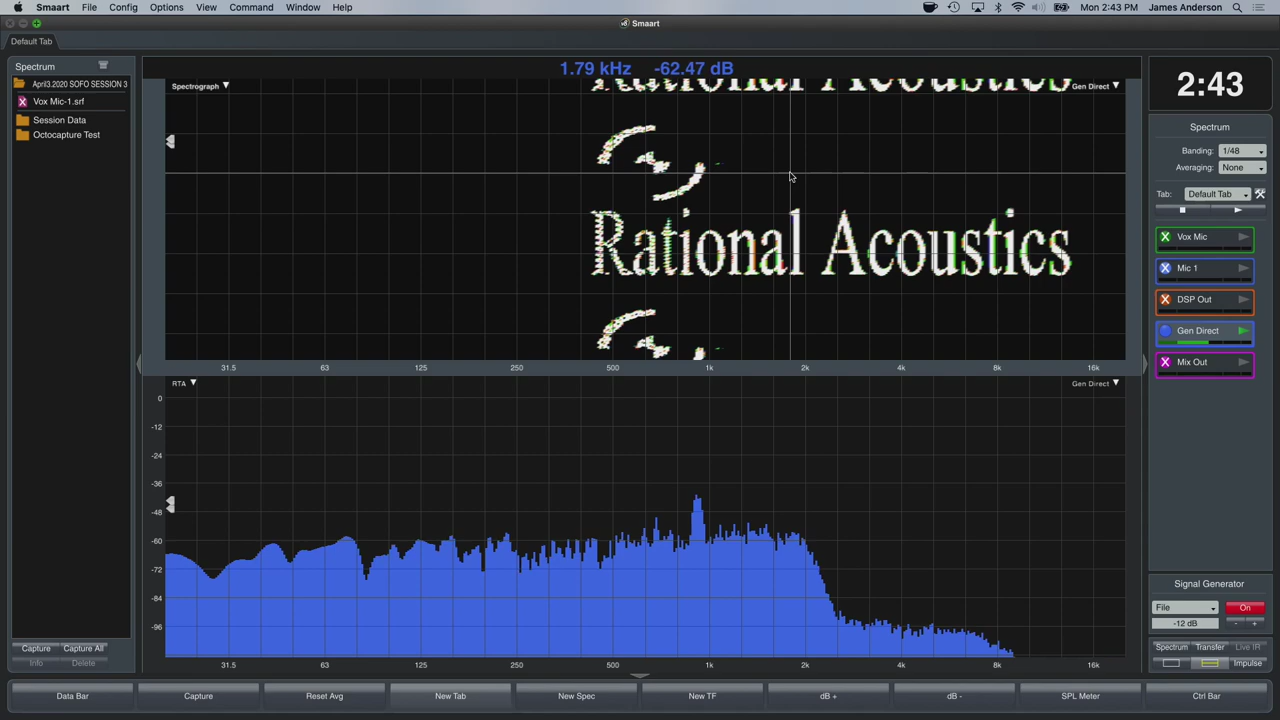 Smaart File Config Options View Command Window Help Mon 2:43 PM James Anderson
Smaart
Default Tab
Spectrum
April3.2020 SOFO SESSION 3
Vox Mic-1.srf
Session Data
Octocapture Test
Capture Capture All
Info Delete
1.79 kHz -62.47 dB
Spectrograph Gen Direct
Rational Acoustics
Rational Acoustics
31.5 63 125 250 500 1k 2k 4k 8k 16k
RTA Gen Direct
0
-12
-24
-36
-48
-60
-72
-84
-96
31.5 63 125 250 500 1k 2k 4k 8k 16k
2:43
Spectrum
Banding: 1/48
Averaging: None
Tab: Default Tab
Vox Mic
Mic 1
DSP Out
Gen Direct
Mix Out
Signal Generator
File On
-12 dB - +
Spectrum Transfer Live IR
Impulse
Data Bar Capture Reset Avg New Tab New Spec New TF dB + dB - SPL Meter Ctrl Bar